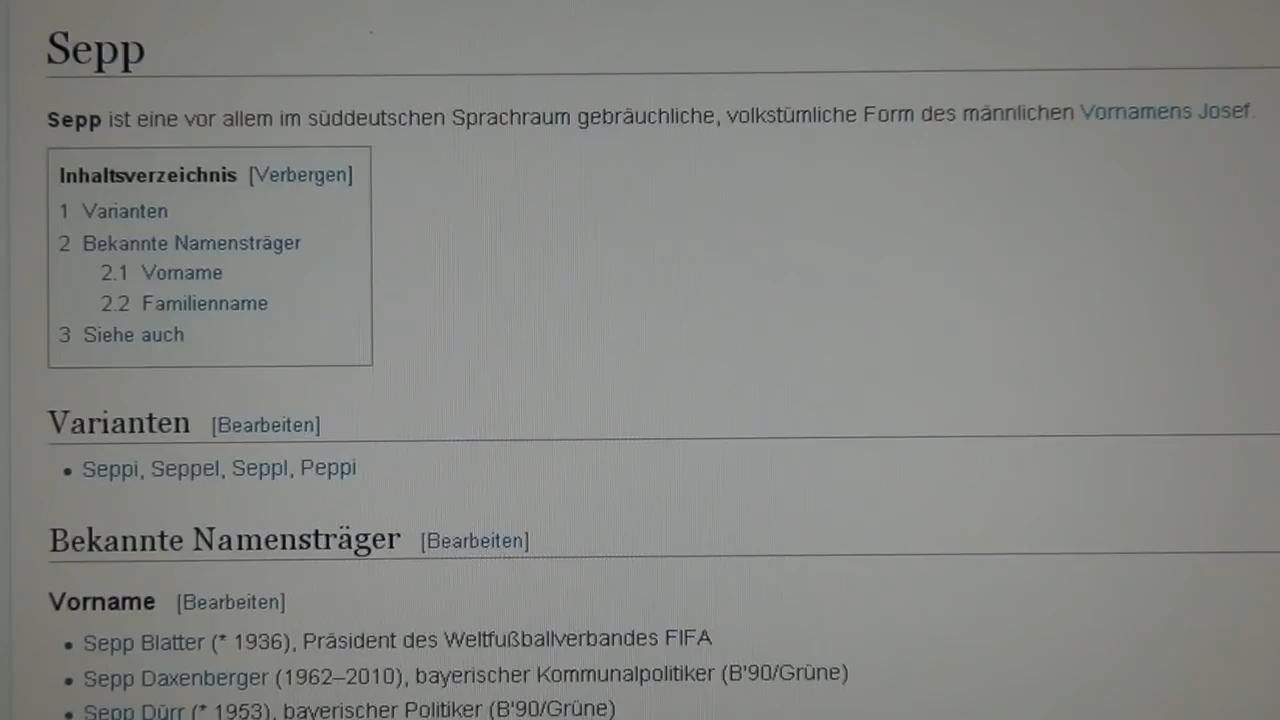 Sepp
Sepp ist eine vor allem im süddeutschen Sprachraum gebräuchliche, volkstümliche Form des männlichen Vornamens Josef.
Inhaltsverzeichnis [Verbergen]
1 Varianten
2 Bekannte Namensträger
2.1 Vorname
2.2 Familienname
3 Siehe auch
Varianten [Bearbeiten]
• Seppi, Seppel, Seppl, Peppi
Bekannte Namensträger [Bearbeiten]
Vorname [Bearbeiten]
• Sepp Blatter (* 1936), Präsident des Weltfußballverbandes FIFA
• Sepp Daxenberger (1962–2010), bayerischer Kommunalpolitiker (B'90/Grüne)
• Sepp Dürr (* 1953), bayerischer Politiker (B'90/Grüne)